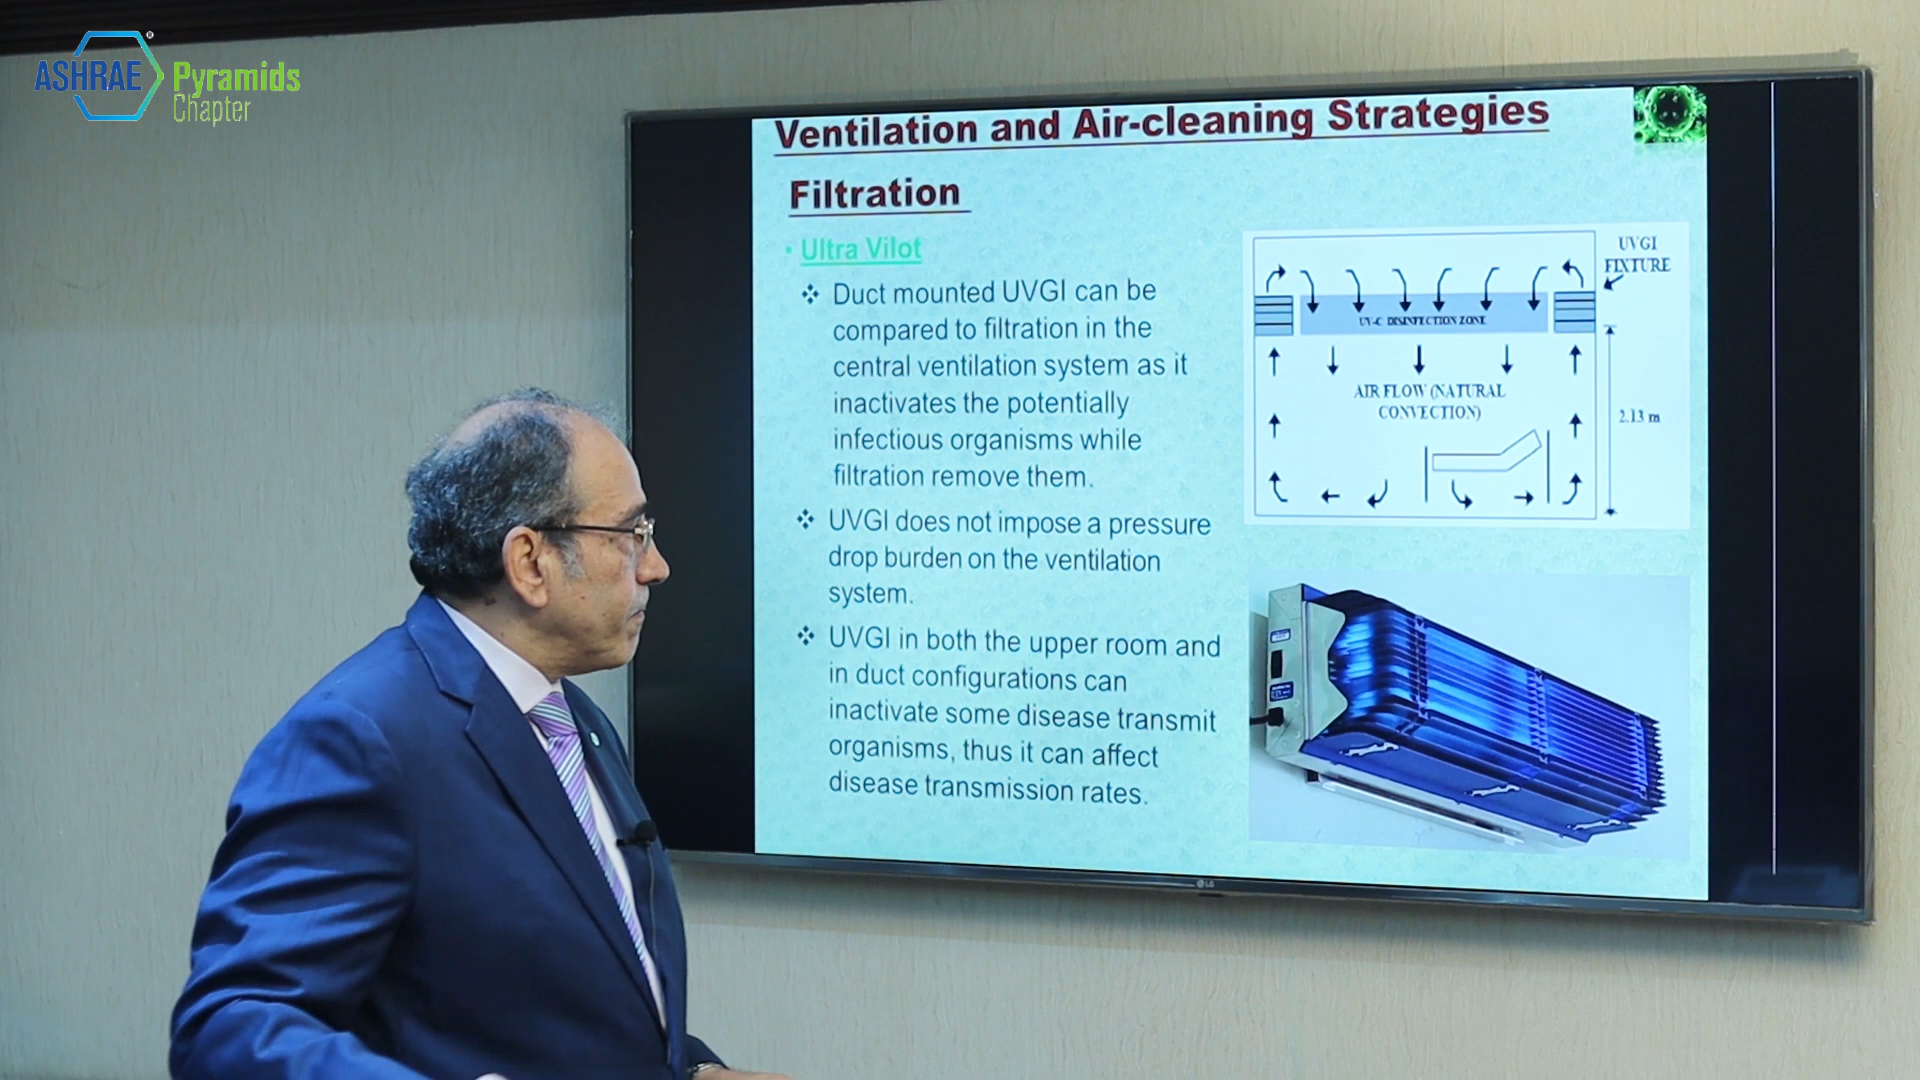 ASHRAE®
Pyramids
Chapter
Ventilation and Air-cleaning Strategies
Filtration
• Ultra Vilot
❖ Duct mounted UVGI can be
compared to filtration in the
central ventilation system as it
inactivates the potentially
infectious organisms while
filtration remove them.
❖ UVGI does not impose a pressure
drop burden on the ventilation
system.
❖ UVGI in both the upper room and
in duct configurations can
inactivate some disease transmit
organisms, thus it can affect
disease transmission rates.
UVGI
FIXTURE
UV-C DISINFECTION ZONE
AIR FLOW (NATURAL
CONVECTION)
2.13 m
LG